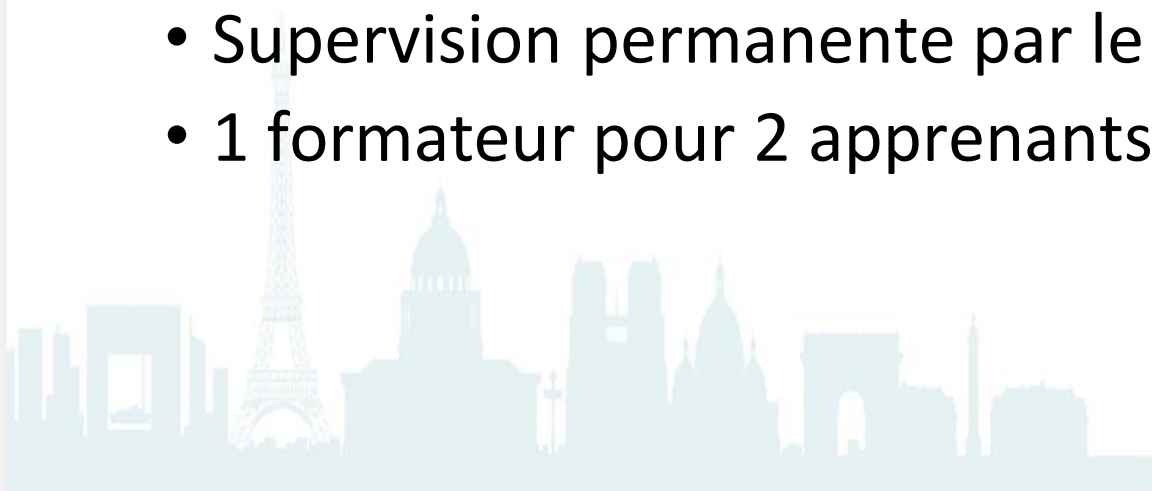 • Supervision permanente par le
• 1 formateur pour 2 apprenants